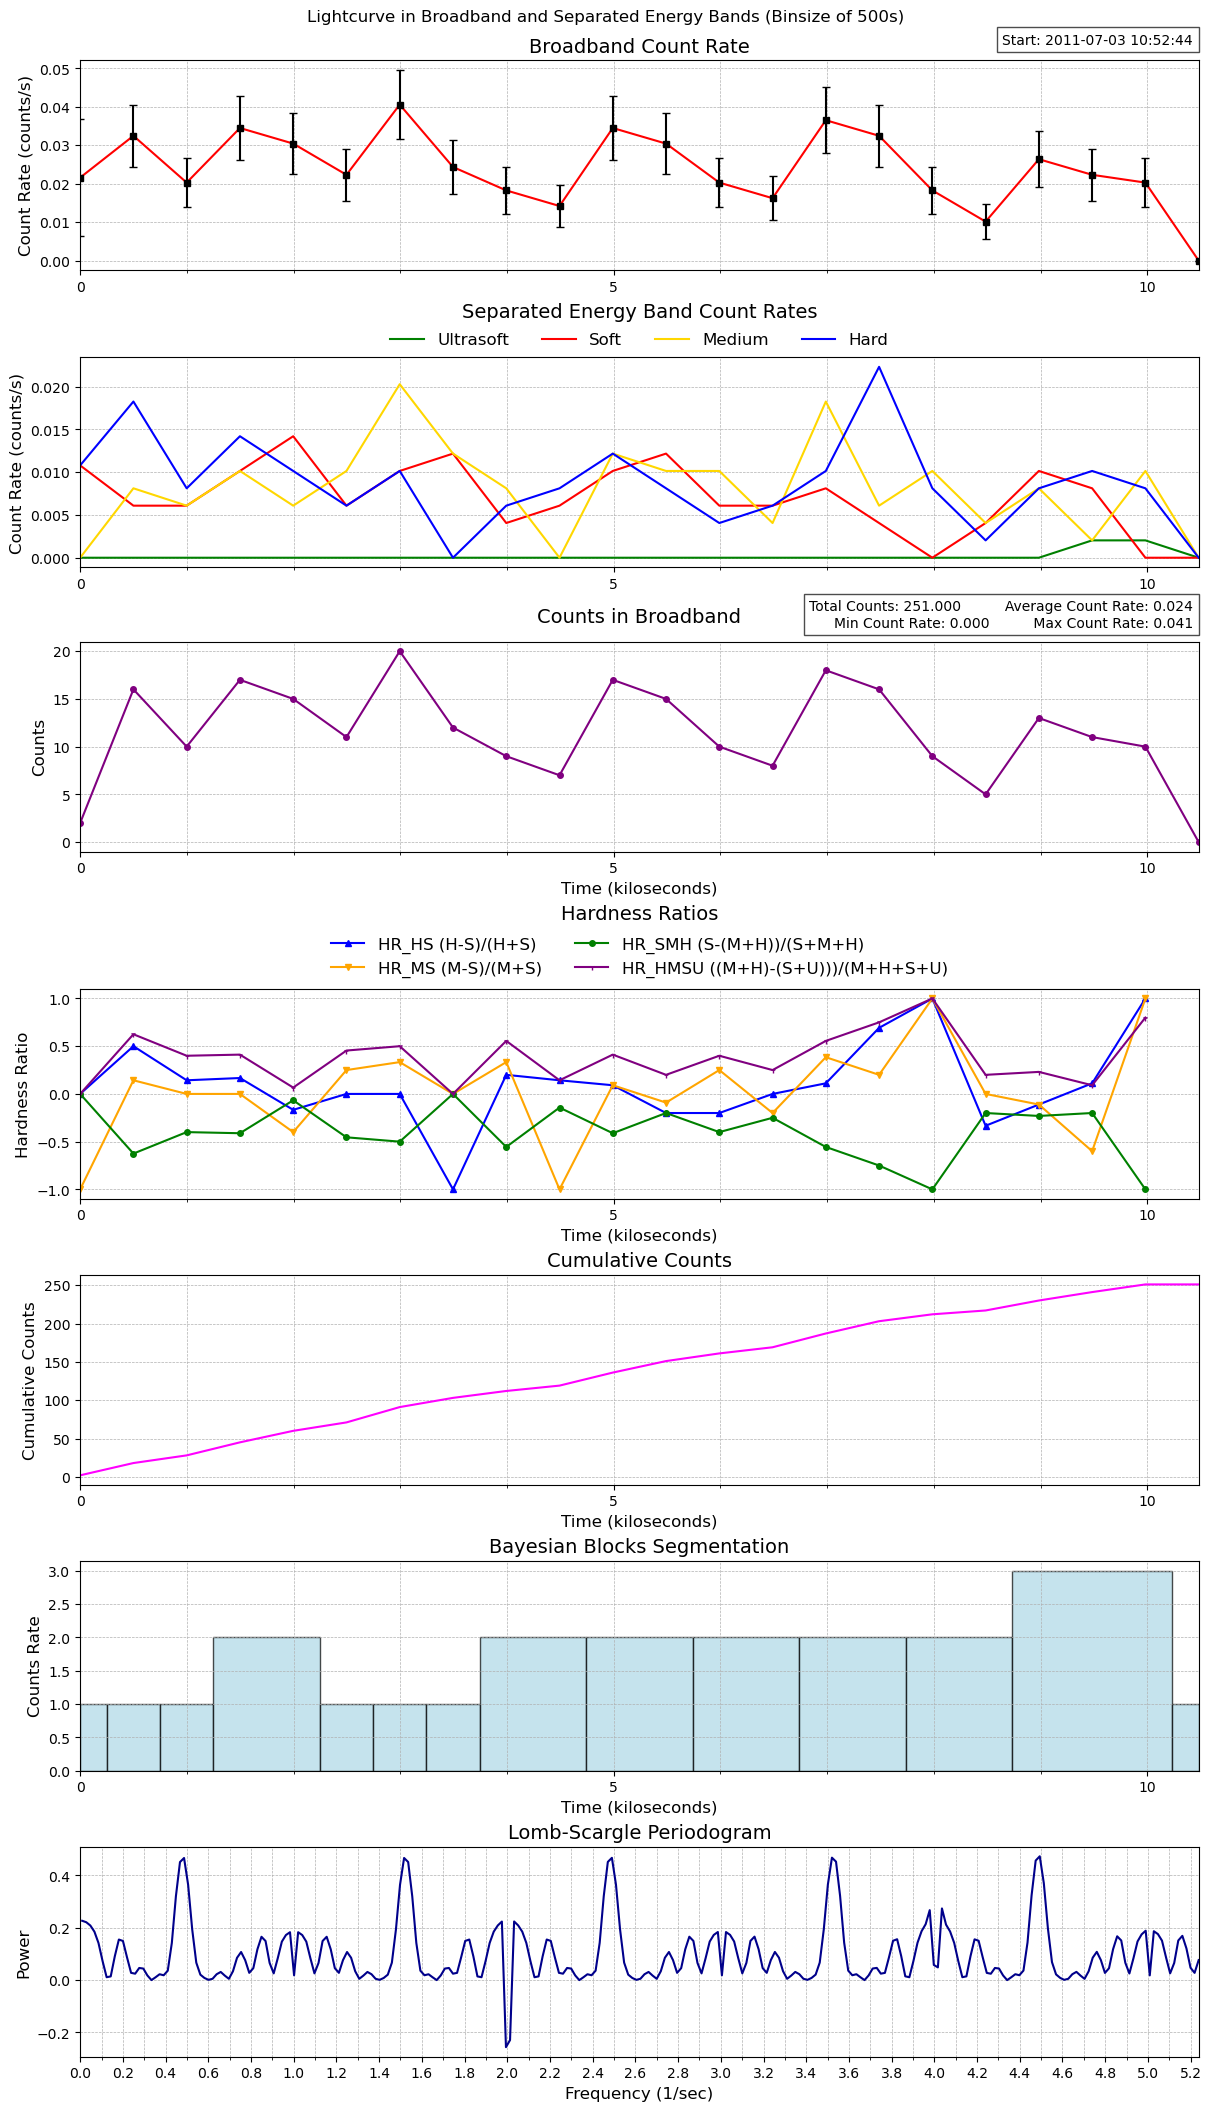 Lightcurve in Broadband and Separated Energy Bands (Binsize of 500s)
Start: 2011-07-03 10:52:44
Broadband Count Rate
Count Rate (counts/s)
0.05
0.04
0.03
0.02
0.01
0.00
0 5 10
Separated Energy Band Count Rates
Ultrasoft Soft Medium Hard
Count Rate (counts/s)
0.020
0.015
0.010
0.005
0.000
0 5 10
Counts in Broadband
Total Counts: 251.000 Average Count Rate: 0.024
Min Count Rate: 0.000 Max Count Rate: 0.041
Counts
20
15
10
5
0
0 5 10
Time (kiloseconds)
Hardness Ratios
HR_HS (H-S)/(H+S) HR_SMH (S-(M+H))/(S+M+H)
HR_MS (M-S)/(M+S) HR_HMSU ((M+H)-(S+U)))/(M+H+S+U)
Hardness Ratio
1.0
0.5
0.0
−0.5
−1.0
0 5 10
Time (kiloseconds)
Cumulative Counts
Cumulative Counts
250
200
150
100
50
0
0 5 10
Time (kiloseconds)
Bayesian Blocks Segmentation
Counts Rate
3.0
2.5
2.0
1.5
1.0
0.5
0.0
0 5 10
Time (kiloseconds)
Lomb-Scargle Periodogram
Power
0.4
0.2
0.0
−0.2
0.0 0.2 0.4 0.6 0.8 1.0 1.2 1.4 1.6 1.8 2.0 2.2 2.4 2.6 2.8 3.0 3.2 3.4 3.6 3.8 4.0 4.2 4.4 4.6 4.8 5.0 5.2
Frequency (1/sec)